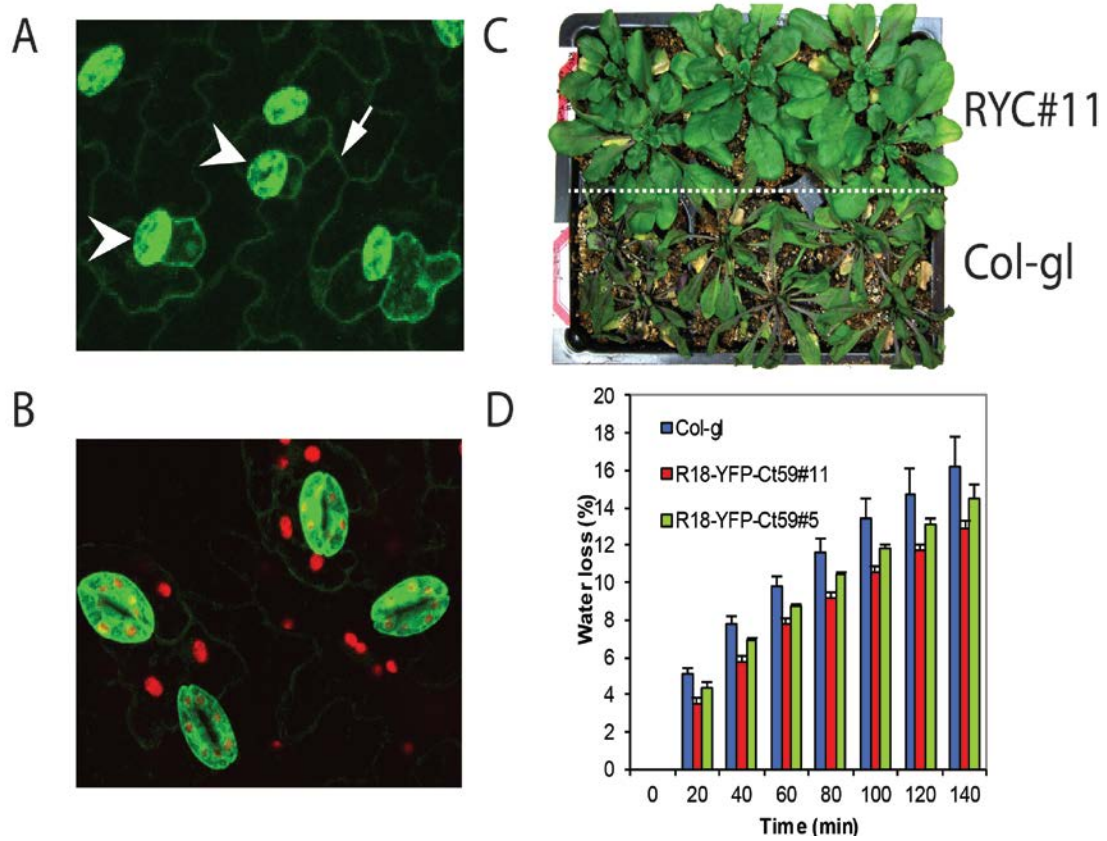 A
C
RYC#11
Col-gl
B
D
20
18
16
14
12
10
8
6
4
2
0
Water loss (%)
Col-gl
R18-YFP-Ct59#11
R18-YFP-Ct59#5
0 20 40 60 80 100 120 140
Time (min)